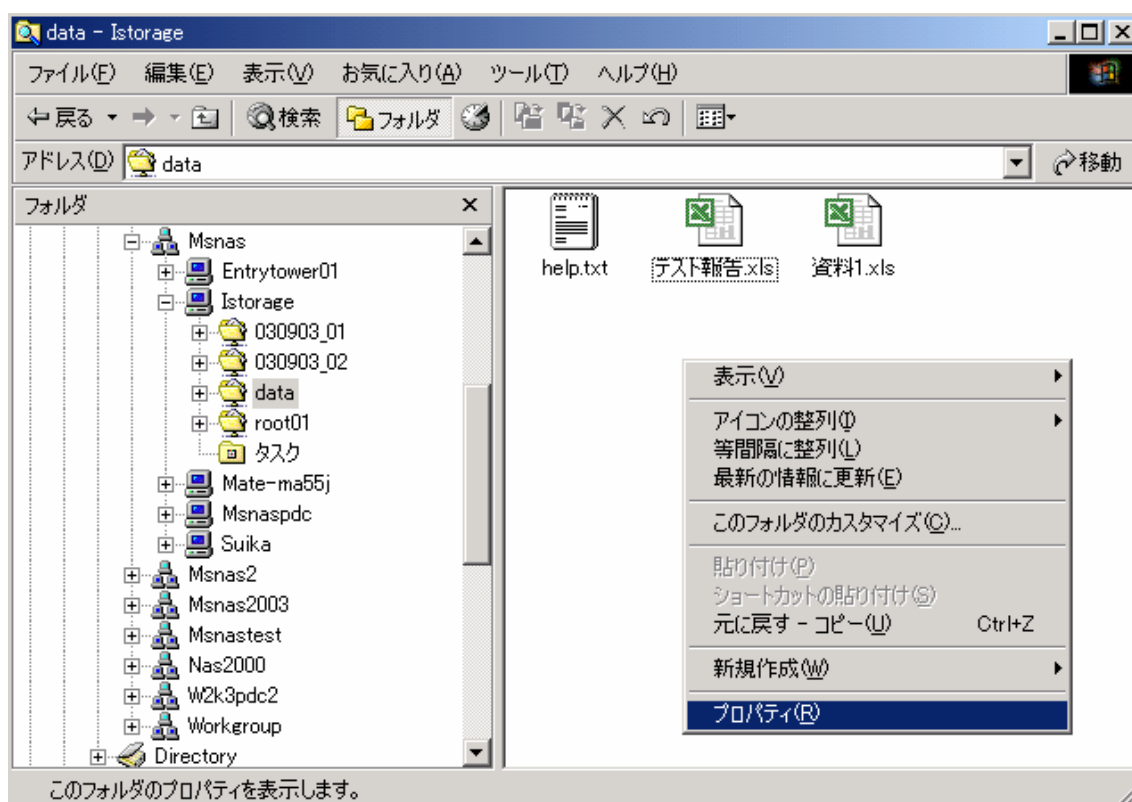 data - Istorage
ファイル(F) 編集(E) 表示(V) お気に入り(A) ツール(T) ヘルプ(H)
戻る 検索 フォルダ
アドレス(D) data 移動
フォルダ
Msnas
Entrytower01
Istorage
030903_01
030903_02
data
root01
タスク
Mate-ma55j
Msnaspdc
Suika
Msnas2
Msnas2003
Msnastest
Nas2000
W2k3pdc2
Workgroup
Directory
help.txt テスト報告.xls 資料1.xls
表示(V)
アイコンの整列(I)
等間隔に整列(L)
最新の情報に更新(E)
このフォルダのカスタマイズ(C)...
貼り付け(P)
ショートカットの貼り付け(S)
元に戻す - コピー(U) Ctrl+Z
新規作成(W)
プロパティ(R)
このフォルダのプロパティを表示します。